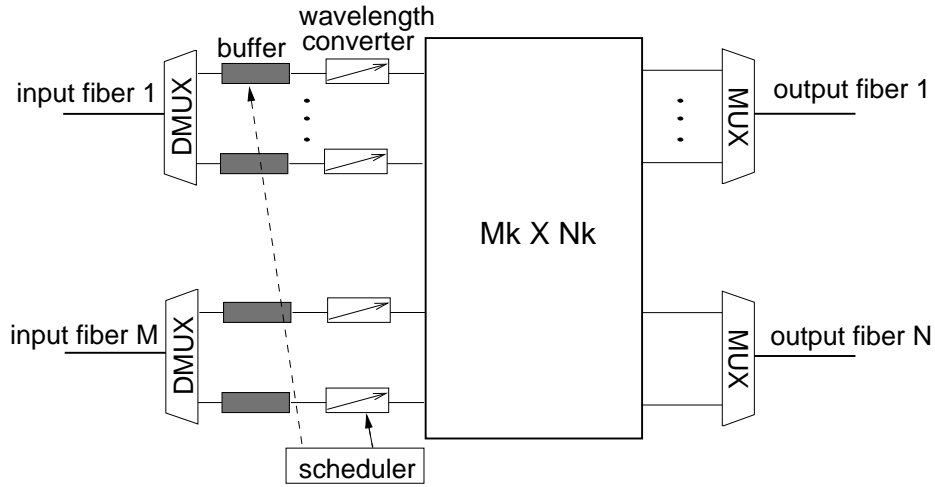 wavelength
converter
buffer
input fiber 1
DMUX
MUX
output fiber 1
Mk X Nk
input fiber M
DMUX
MUX
output fiber N
scheduler